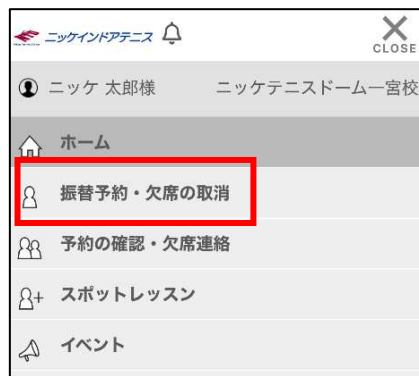 ニッケインドアテニス
CLOSE
ニッケ 太郎様 ニッケテニスドーム一宮校
ホーム
振替予約・欠席の取消
予約の確認・欠席連絡
スポットレッスン
イベント